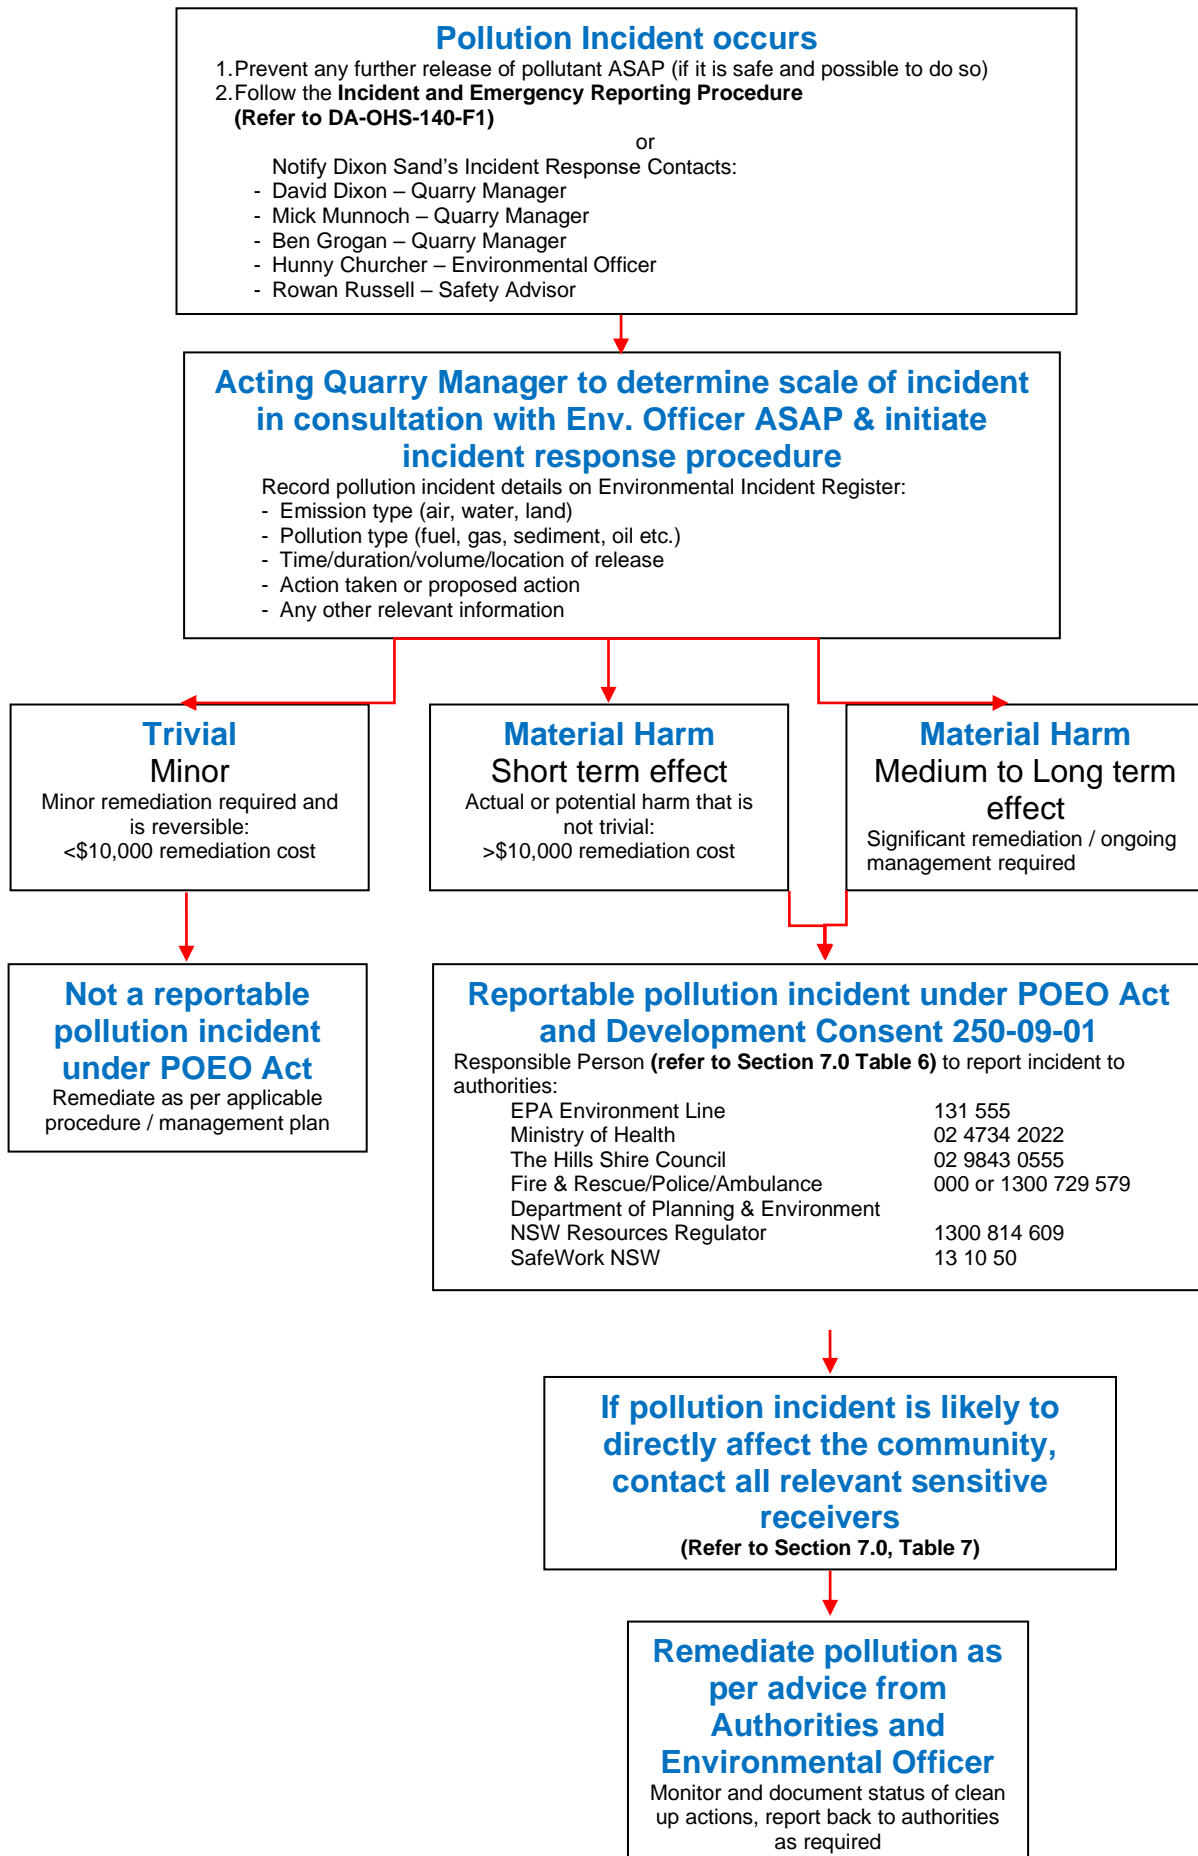 Pollution Incident occurs
1.Prevent any further release of pollutant ASAP (if it is safe and possible to do so)
2.Follow the Incident and Emergency Reporting Procedure
(Refer to DA-OHS-140-F1)
or
Notify Dixon Sand's Incident Response Contacts:
- David Dixon – Quarry Manager
- Mick Munnoch – Quarry Manager
- Ben Grogan – Quarry Manager
- Hunny Churcher – Environmental Officer
- Rowan Russell – Safety Advisor
Acting Quarry Manager to determine scale of incident
in consultation with Env. Officer ASAP & initiate
incident response procedure
Record pollution incident details on Environmental Incident Register:
- Emission type (air, water, land)
- Pollution type (fuel, gas, sediment, oil etc.)
- Time/duration/volume/location of release
- Action taken or proposed action
- Any other relevant information
Trivial
Minor
Minor remediation required and
is reversible:
<$10,000 remediation cost
Material Harm
Short term effect
Actual or potential harm that is
not trivial:
>$10,000 remediation cost
Material Harm
Medium to Long term
effect
Significant remediation / ongoing
management required
Not a reportable
pollution incident
under POEO Act
Remediate as per applicable
procedure / management plan
Reportable pollution incident under POEO Act
and Development Consent 250-09-01
Responsible Person (refer to Section 7.0 Table 6) to report incident to
authorities:
EPA Environment Line 131 555
Ministry of Health 02 4734 2022
The Hills Shire Council 02 9843 0555
Fire & Rescue/Police/Ambulance 000 or 1300 729 579
Department of Planning & Environment
NSW Resources Regulator 1300 814 609
SafeWork NSW 13 10 50
If pollution incident is likely to
directly affect the community,
contact all relevant sensitive
receivers
(Refer to Section 7.0, Table 7)
Remediate pollution as
per advice from
Authorities and
Environmental Officer
Monitor and document status of clean
up actions, report back to authorities
as required